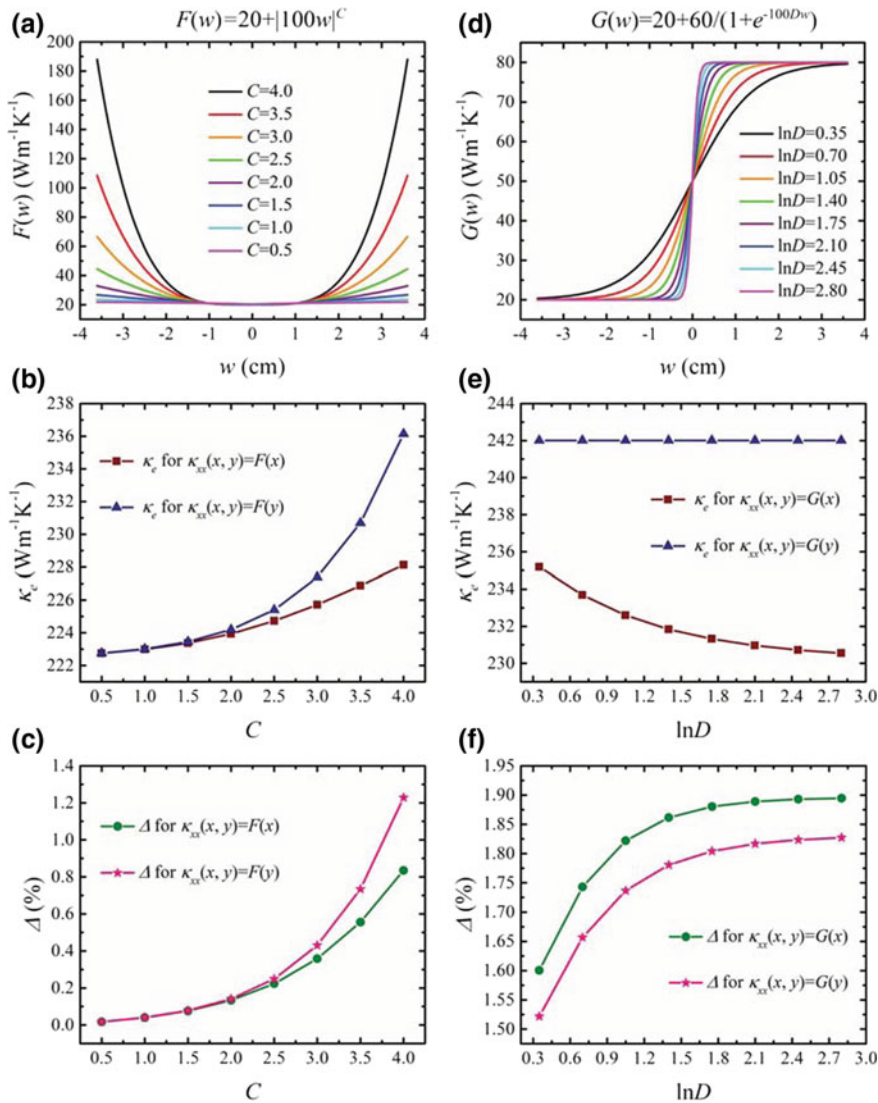 (a)
F(w)=20+|100w|^C
F(w) (Wm⁻¹K⁻¹)
200
180
160
140
120
100
80
60
40
20
C=4.0
C=3.5
C=3.0
C=2.5
C=2.0
C=1.5
C=1.0
C=0.5
-4 -3 -2 -1 0 1 2 3 4
w (cm)
(d)
G(w)=20+60/(1+e^-100Dw)
G(w) (Wm⁻¹K⁻¹)
90
80
70
60
50
40
30
20
lnD=0.35
lnD=0.70
lnD=1.05
lnD=1.40
lnD=1.75
lnD=2.10
lnD=2.45
lnD=2.80
-4 -3 -2 -1 0 1 2 3 4
w (cm)
(b)
κe (Wm⁻¹K⁻¹)
238
236
234
233
230
229
226
225
223
222
κe for κxx(x, y)=F(x)
κe for κxx(x, y)=F(y)
0.5 1.0 1.5 2.0 2.5 3.0 3.5 4.0
C
(e)
κe (Wm⁻¹K⁻¹)
244
242
239
237
235
234
231
230
κe for κxx(x, y)=G(x)
κe for κxx(x, y)=G(y)
0.3 0.6 0.9 1.2 1.5 1.8 2.1 2.4 2.7 3.0
lnD
(c)
Δ (%)
1.4
1.2
1.0
0.8
0.6
0.4
0.2
0.0
Δ for κxx(x, y)=F(x)
Δ for κxx(x, y)=F(y)
0.5 1.0 1.5 2.0 2.5 3.0 3.5 4.0
C
(f)
Δ (%)
1.95
1.90
1.85
1.80
1.75
1.67
1.65
1.60
1.55
1.50
Δ for κxx(x, y)=G(x)
Δ for κxx(x, y)=G(y)
0.3 0.6 0.9 1.2 1.5 1.8 2.1 2.4 2.7 3.0
lnD